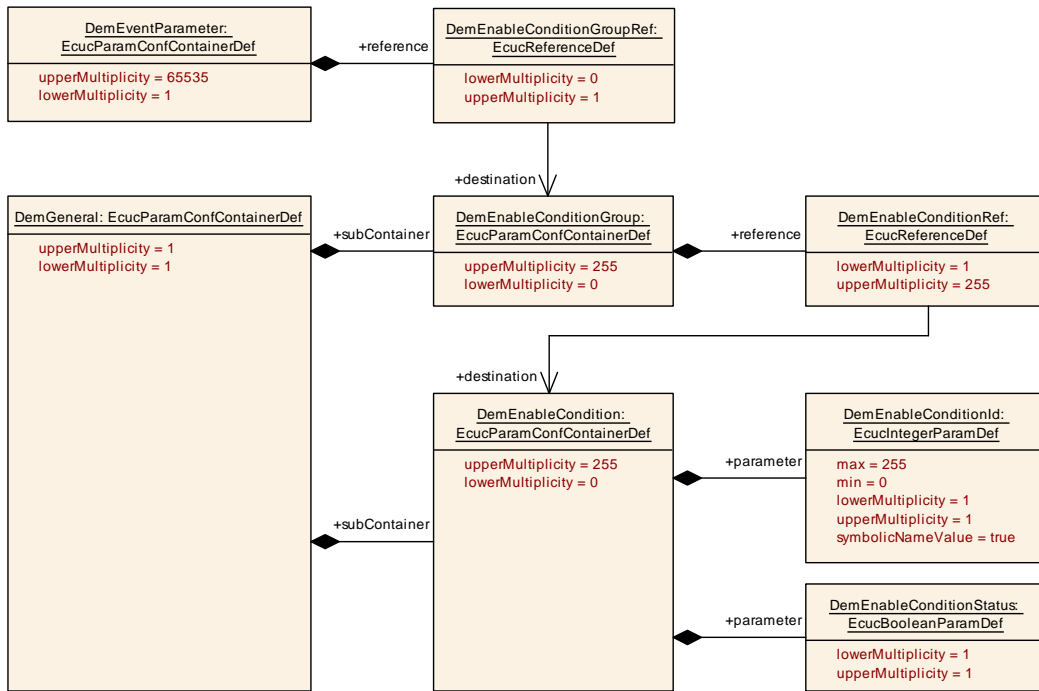 DemEventParameter:
EcucParamConfContainerDef
upperMultiplicity = 65535
lowerMultiplicity = 1
+reference
DemEnableConditionGroupRef:
EcucReferenceDef
lowerMultiplicity = 0
upperMultiplicity = 1
+destination
DemGeneral: EcucParamConfContainerDef
upperMultiplicity = 1
lowerMultiplicity = 1
+subContainer
DemEnableConditionGroup:
EcucParamConfContainerDef
upperMultiplicity = 255
lowerMultiplicity = 0
+reference
DemEnableConditionRef:
EcucReferenceDef
lowerMultiplicity = 1
upperMultiplicity = 255
+destination
+subContainer
DemEnableCondition:
EcucParamConfContainerDef
upperMultiplicity = 255
lowerMultiplicity = 0
+parameter
DemEnableConditionId:
EcucIntegerParamDef
max = 255
min = 0
lowerMultiplicity = 1
upperMultiplicity = 1
symbolicNameValue = true
+parameter
DemEnableConditionStatus:
EcucBooleanParamDef
lowerMultiplicity = 1
upperMultiplicity = 1